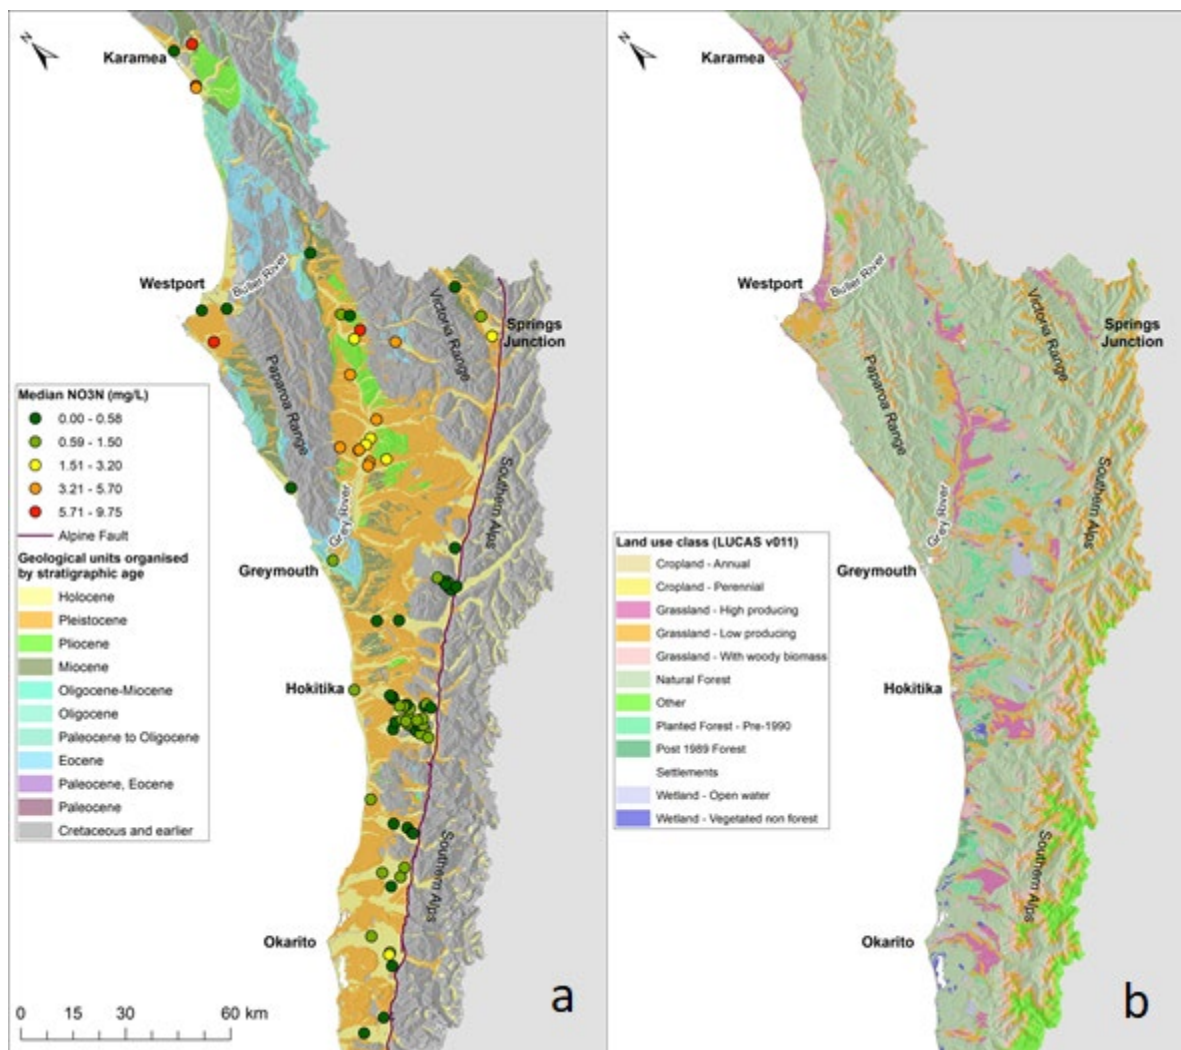 N
Karamea
Westport
Buller River
Victoria Range
Springs
Junction
Paparoa Range
Southern Alps
Grey River
Greymouth
Hokitika
Southern Alps
Okarito
Median NO3N (mg/L)
0.00 - 0.58
0.59 - 1.50
1.51 - 3.20
3.21 - 5.70
5.71 - 9.75
Alpine Fault
Geological units organised
by stratigraphic age
Holocene
Pleistocene
Pliocene
Miocene
Oligocene-Miocene
Oligocene
Paleocene to Oligocene
Eocene
Paleocene, Eocene
Paleocene
Cretaceous and earlier
0 15 30 60 km
a
N
Karamea
Westport
Buller River
Victoria Range
Springs
Junction
Paparoa Range
Southern Alps
Grey River
Greymouth
Hokitika
Southern Alps
Okarito
Land use class (LUCAS v011)
Cropland - Annual
Cropland - Perennial
Grassland - High producing
Grassland - Low producing
Grassland - With woody biomass
Natural Forest
Other
Planted Forest - Pre-1990
Post 1989 Forest
Settlements
Wetland - Open water
Wetland - Vegetated non forest
b